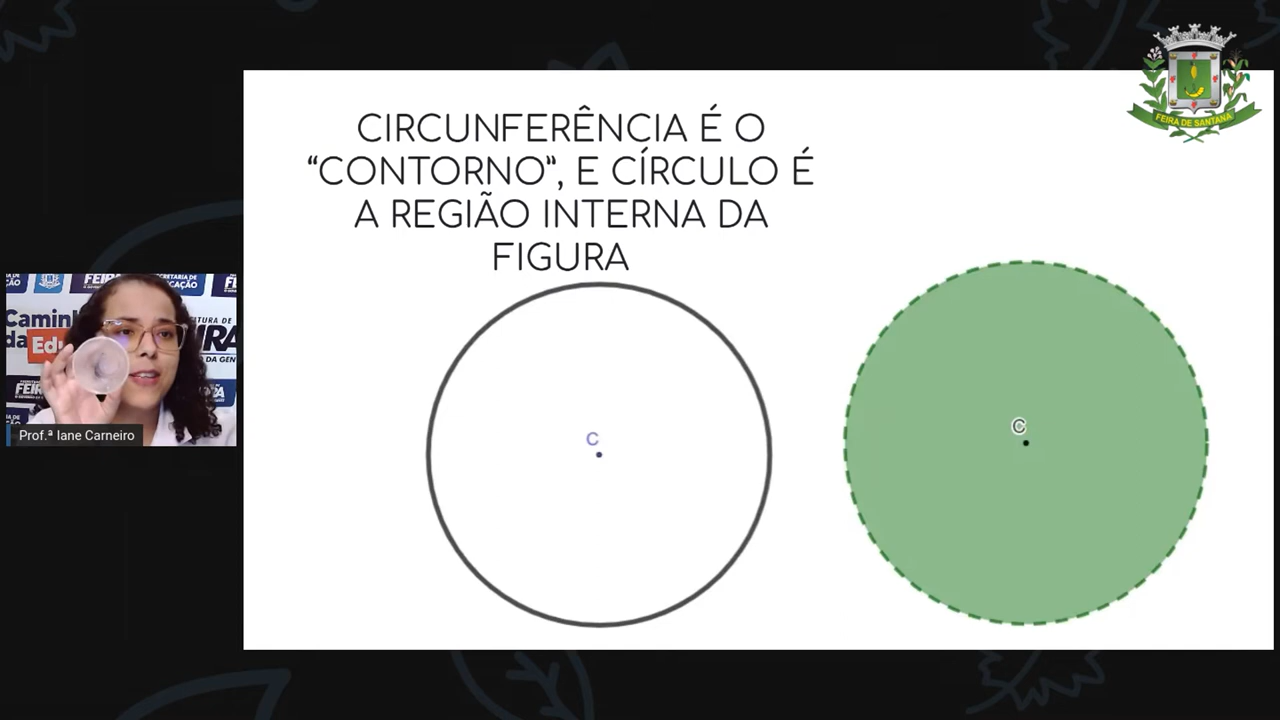 CIRCUNFERÊNCIA É O
“CONTORNO”, E CÍRCULO É
A REGIÃO INTERNA DA
FIGURA
C
C
FEIRA DE SANTANA
Prof.ª Iane Carneiro